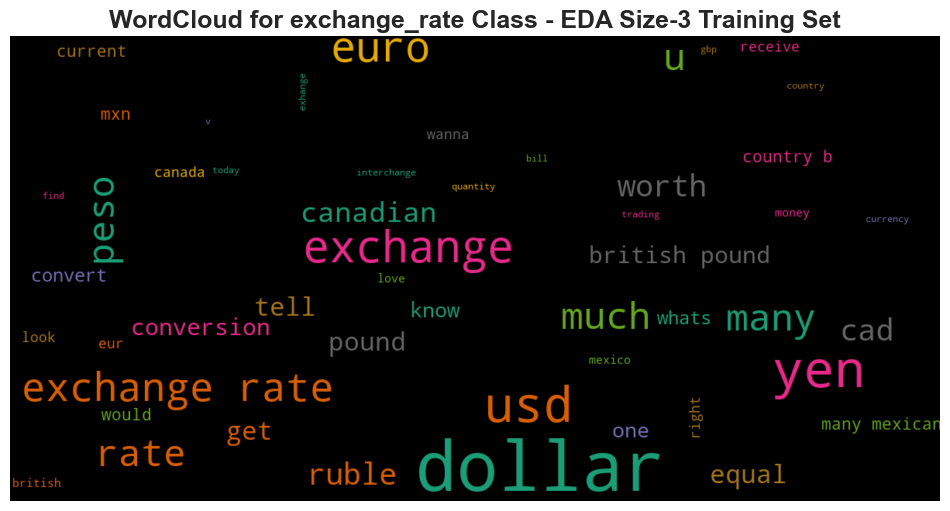 WordCloud for exchange_rate Class - EDA Size-3 Training Set
current
euro
u
gbp
receive
exhange
country
mxn
v
wanna
bill
country b
canada
today
interchange
quantity
worth
find
peso
canadian
trading
money
currency
exchange
british pound
convert
love
tell
know
much
whats
many
cad
look
eur
conversion
pound
mexico
yen
exchange rate
usd
would
get
one
right
many mexican
rate
ruble
dollar
equal
british